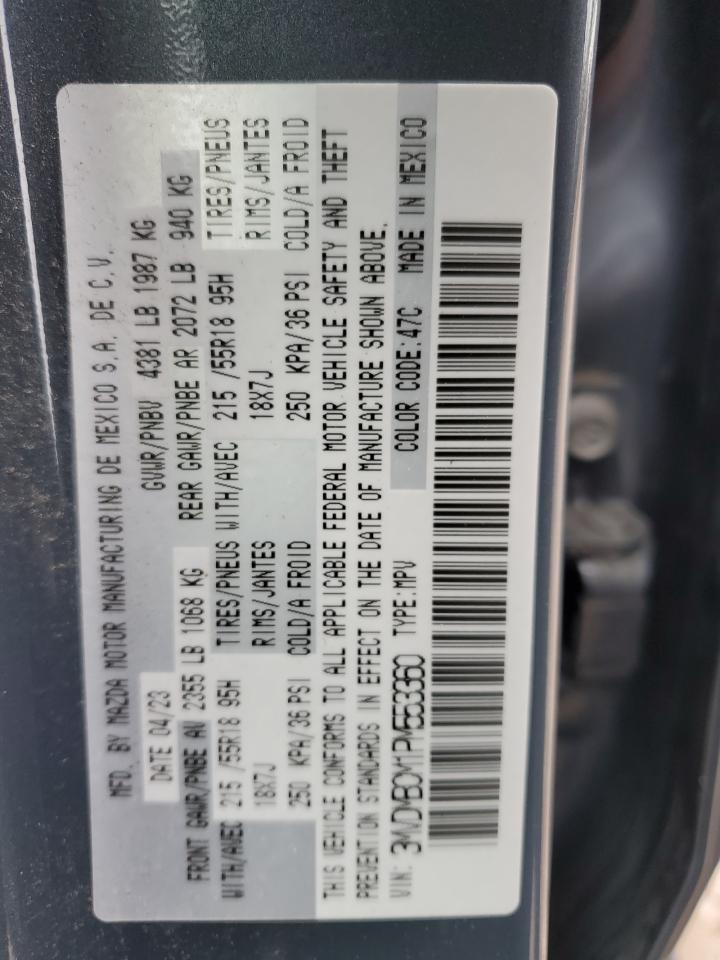 MFD. BY MAZDA MOTOR MANUFACTURING DE MEXICO S.A. DE C.V.
DATE 04/23 GVWR/PNBV 4381 LB 1987 KG
FRONT GAWR/PNBE AV 2355 LB 1068 KG REAR GAWR/PNBE AR 2072 LB 940 KG
WITH/AVEC 215 /55R18 95H TIRES/PNEUS WITH/AVEC 215 /55R18 95H TIRES/PNEUS
18X7J RIMS/JANTES 18X7J RIMS/JANTES
250 KPA/36 PSI COLD/A FROID 250 KPA/36 PSI COLD/A FROID
THIS VEHICLE CONFORMS TO ALL APPLICABLE FEDERAL MOTOR VEHICLE SAFETY AND THEFT
PREVENTION STANDARDS IN EFFECT ON THE DATE OF MANUFACTURE SHOWN ABOVE.
VIN: 3MVDMBCM1PM553360 TYPE:MPV COLOR CODE:47C MADE IN MEXICO